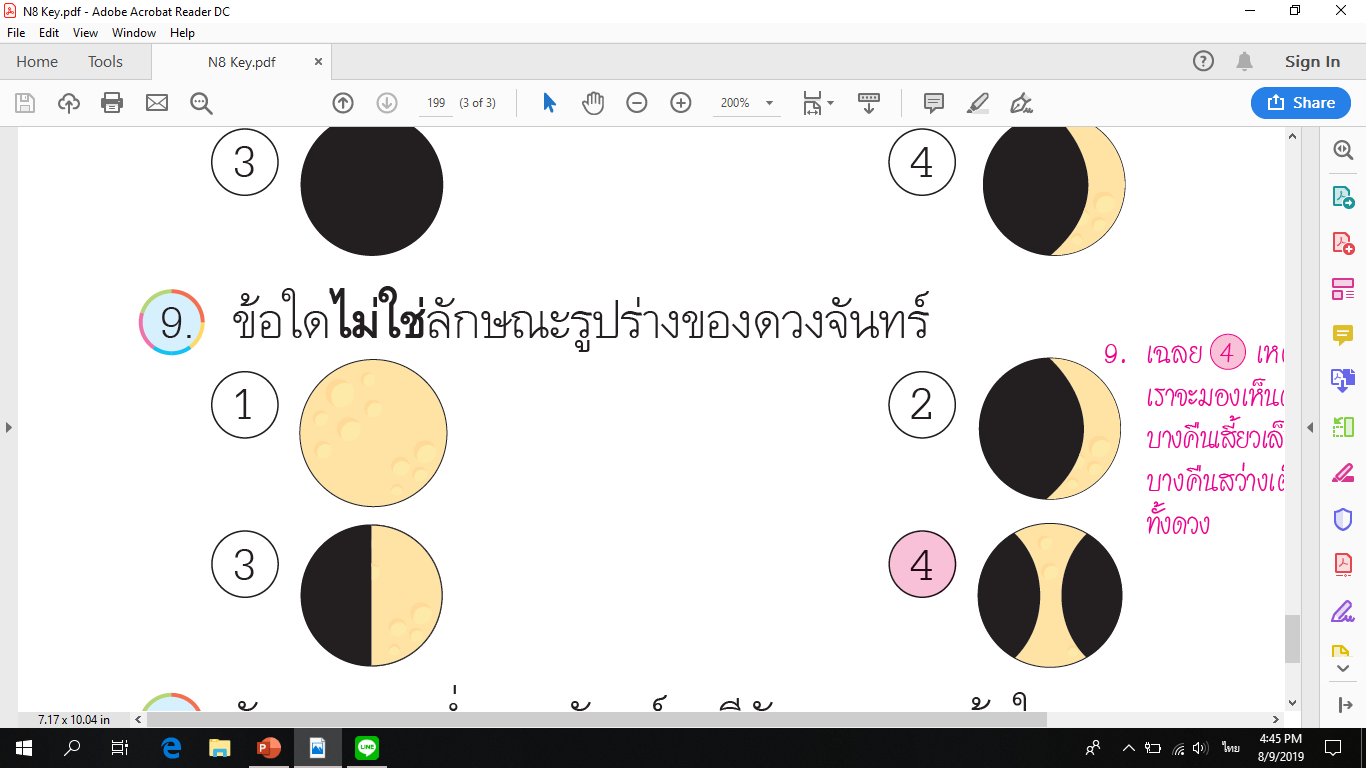 N8 Key.pdf - Adobe Acrobat Reader DC
File Edit View Window Help
Home Tools N8 Key.pdf × Sign In
199 (3 of 3) 200% Share
3
4
9. ข้อใดไม่ใช่ลักษณะรูปร่างของดวงจันทร์
1
2
3
4
9. เฉลย 4
เราจะมองเห็น
บางคืนสี้ยว
บางคืนสว่าง
ทั้งดวง
7.17 x 10.04 in
LINE
ไทย
4:45 PM
8/9/2019